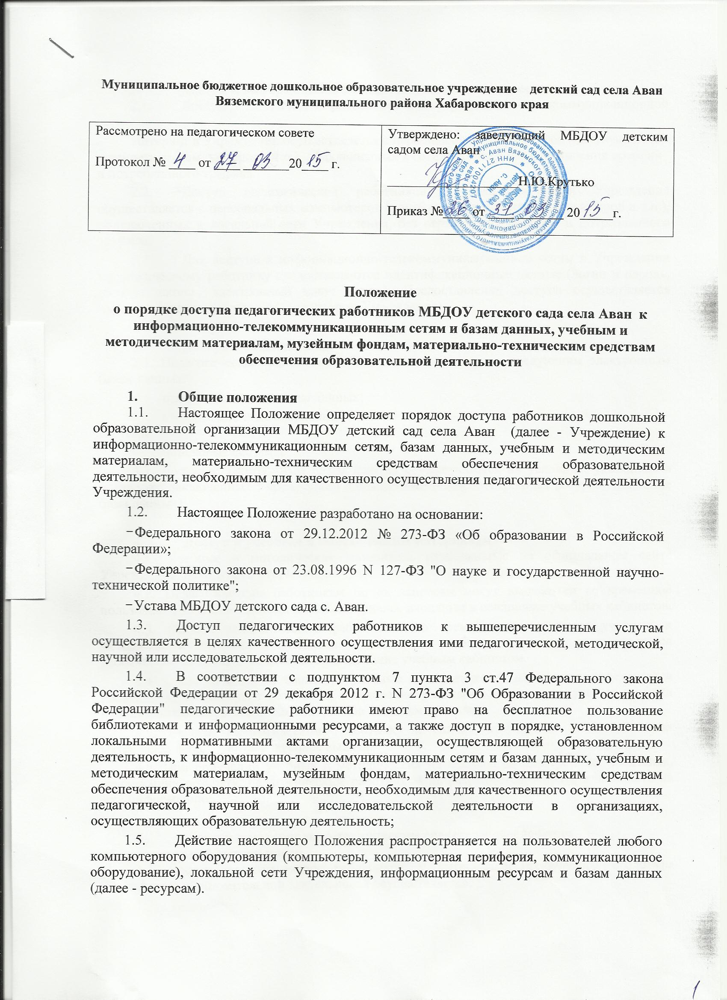 Муниципальное бюджетное дошкольное образовательное учреждение детский сад села Аван
Вяземского муниципального района Хабаровского края
Рассмотрено на педагогическом совете
Протокол № 4 от 27 03 2015 г.
Утверждено: заведующий МБДОУ детским
садом села Аван
Н.Ю.Крутько
Приказ № 26 от 31. 03 2015 г.
Положение
о порядке доступа педагогических работников МБДОУ детского сада села Аван к
информационно-телекоммуникационным сетям и базам данных, учебным и
методическим материалам, музейным фондам, материально-техническим средствам
обеспечения образовательной деятельности
1. Общие положения
1.1. Настоящее Положение определяет порядок доступа работников дошкольной
образовательной организации МБДОУ детский сад села Аван (далее - Учреждение) к
информационно-телекоммуникационным сетям, базам данных, учебным и методическим
материалам, материально-техническим средствам обеспечения образовательной
деятельности, необходимым для качественного осуществления педагогической деятельности
Учреждения.
1.2. Настоящее Положение разработано на основании:
−Федерального закона от 29.12.2012 № 273-ФЗ «Об образовании в Российской
Федерации»;
−Федерального закона от 23.08.1996 N 127-ФЗ "О науке и государственной научно-
технической политике";
−Устава МБДОУ детского сада с. Аван.
1.3. Доступ педагогических работников к вышеперечисленным услугам
осуществляется в целях качественного осуществления ими педагогической, методической,
научной или исследовательской деятельности.
1.4. В соответствии с подпунктом 7 пункта 3 ст.47 Федерального закона
Российской Федерации от 29 декабря 2012 г. N 273-ФЗ "Об Образовании в Российской
Федерации" педагогические работники имеют право на бесплатное пользование
библиотеками и информационными ресурсами, а также доступ в порядке, установленном
локальными нормативными актами организации, осуществляющей образовательную
деятельность, к информационно-телекоммуникационным сетям и базам данных, учебным и
методическим материалам, музейным фондам, материально-техническим средствам
обеспечения образовательной деятельности, необходимым для качественного осуществления
педагогической, научной или исследовательской деятельности в организациях,
осуществляющих образовательную деятельность;
1.5. Действие настоящего Положения распространяется на пользователей любого
компьютерного оборудования (компьютеры, компьютерная периферия, коммуникационное
оборудование), локальной сети Учреждения, информационным ресурсам и базам данных
(далее - ресурсам).
1